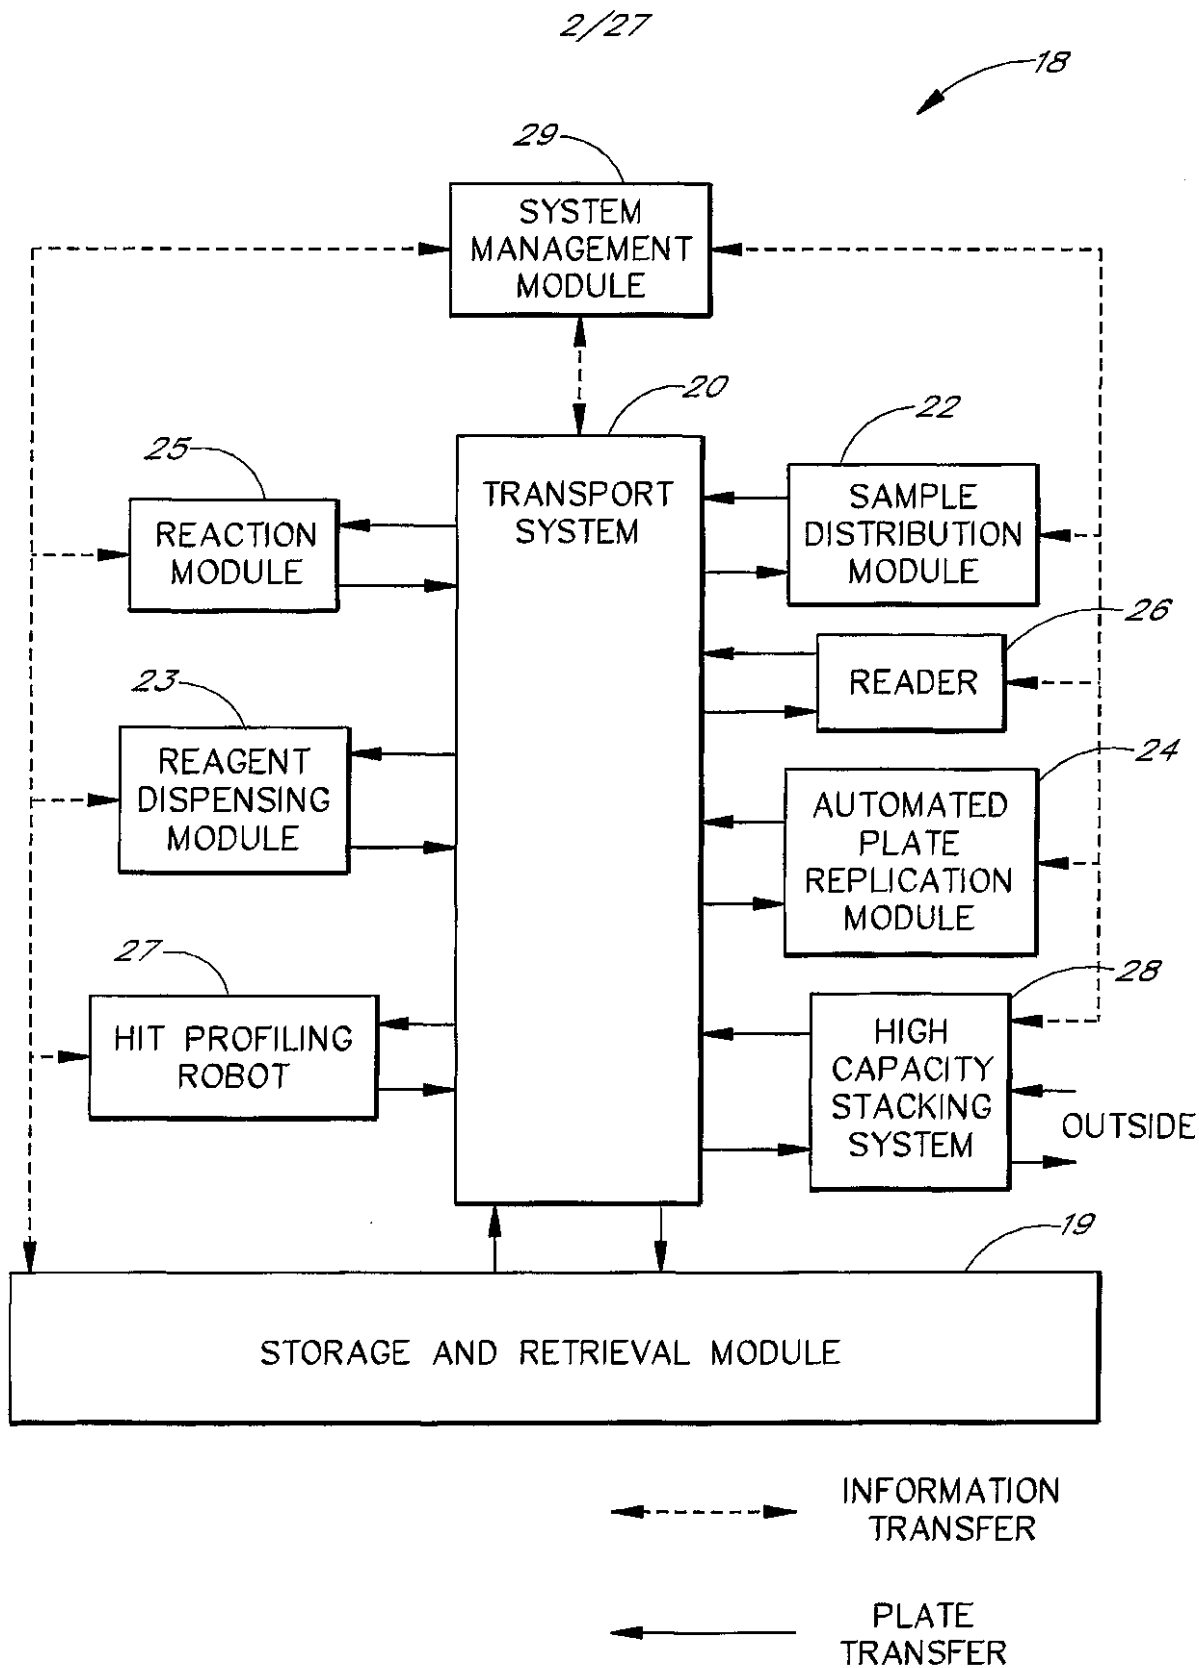 2/27
18
29
SYSTEM
MANAGEMENT
MODULE
20
TRANSPORT
SYSTEM
25
REACTION
MODULE
22
SAMPLE
DISTRIBUTION
MODULE
26
READER
23
REAGENT
DISPENSING
MODULE
24
AUTOMATED
PLATE
REPLICATION
MODULE
27
HIT PROFILING
ROBOT
28
HIGH
CAPACITY
STACKING
SYSTEM
OUTSIDE
19
STORAGE AND RETRIEVAL MODULE
INFORMATION
TRANSFER
PLATE
TRANSFER